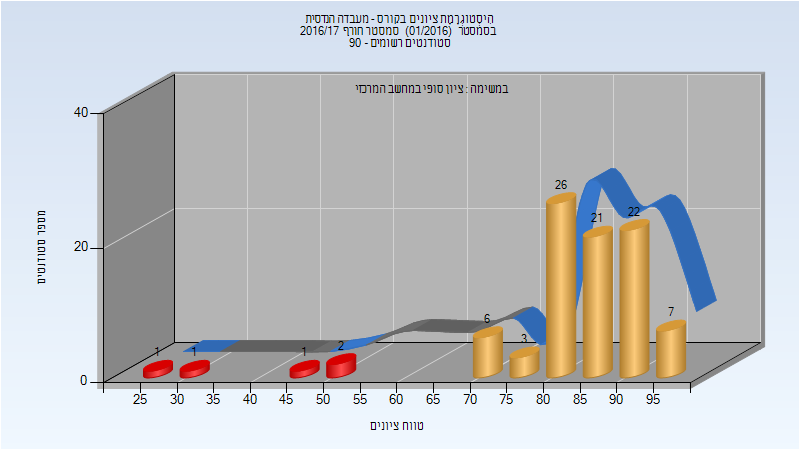 היסטוגרמת ציונים בקורס - מעבדה הנדסית
בסמסטר (01/2016) סמסטר חורף 2016/17
סטודנטים רשומים - 90
במשימה : ציון סופי במחשב המרכזי
מספר סטודנטים
40
20
0
1
1
1
2
6
3
26
21
22
7
25 30 35 40 45 50 55 60 65 70 75 80 85 90 95
טווח ציונים